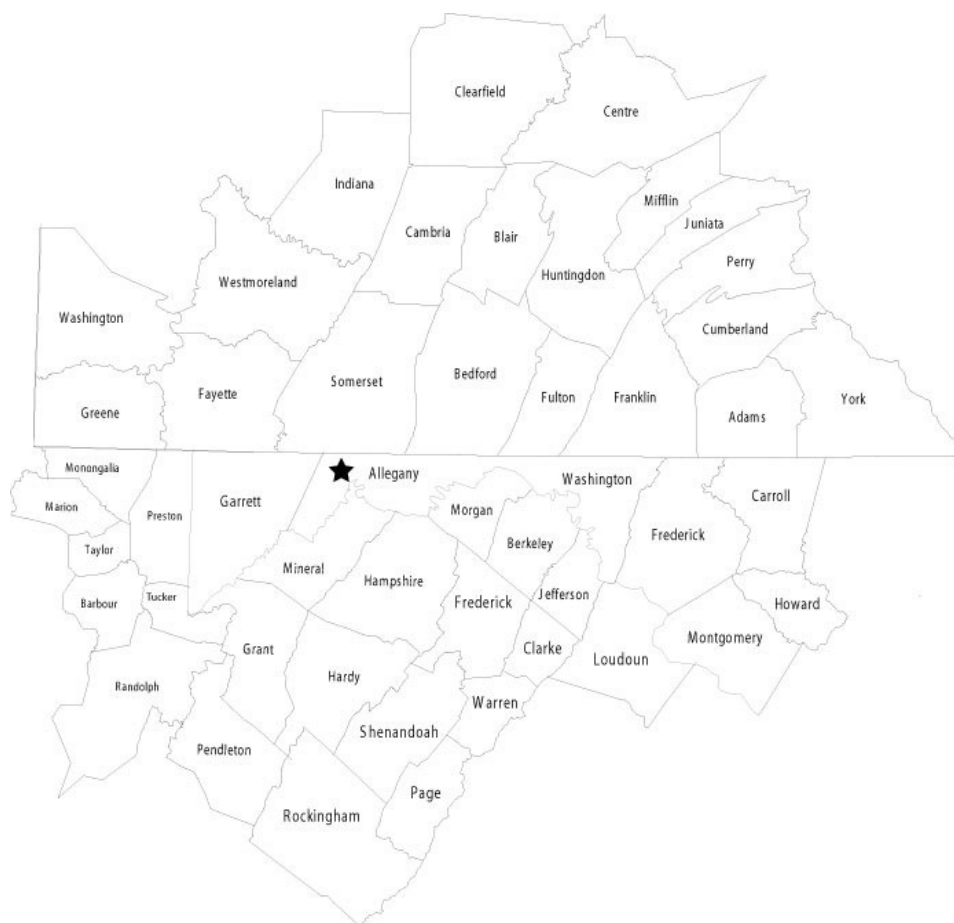 Clearfield
Centre
Indiana
Mifflin
Juniata
Cambria
Blair
Perry
Huntingdon
Westmoreland
Washington
Cumberland
Somerset
Bedford
Fayette
Fulton
Franklin
York
Greene
Adams
Monongalia
Allegany
Washington
Garrett
Carroll
Marion
Preston
Morgan
Frederick
Berkeley
Taylor
Mineral
Hampshire
Jefferson
Tucker
Barbour
Frederick
Howard
Montgomery
Clarke
Grant
Loudoun
Hardy
Randolph
Warren
Shenandoah
Pendleton
Page
Rockingham